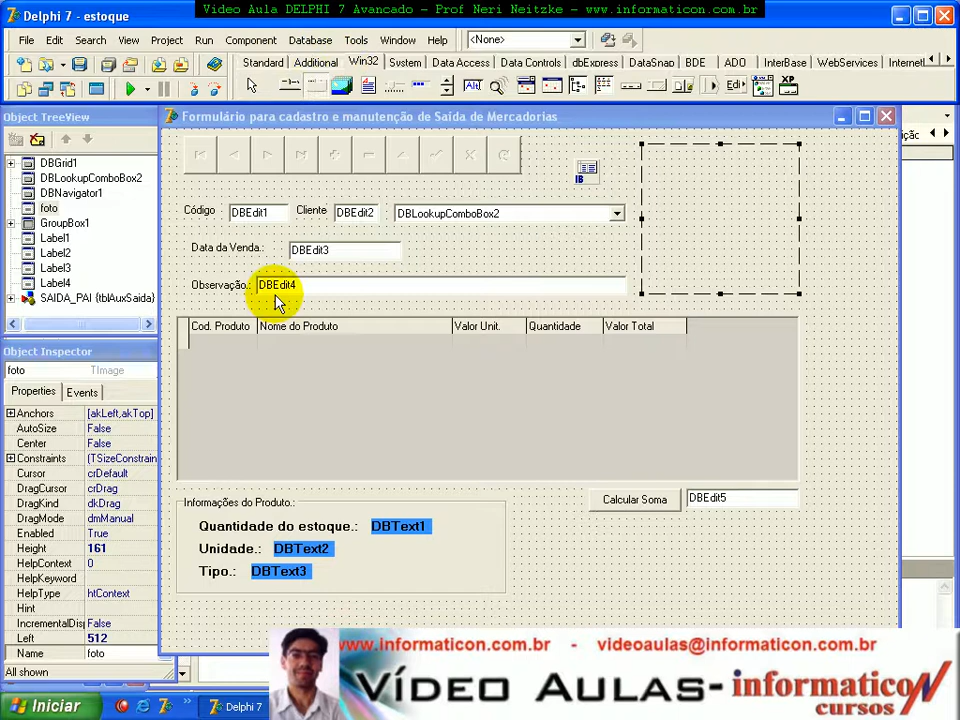 Video Aula DELPHI 7 Avancado - Prof Neri Neitzke - www.informaticon.com.br
Delphi 7 - estoque
File Edit Search View Project Run Component Database Tools Window Help
<None>
Standard Additional Win32 System Data Access Data Controls dbExpress DataSnap BDE ADO InterBase WebServices Internet
Object TreeView
Formulário para cadastro e manutenção de Saída de Mercadorias
DBGrid1
DBLookupComboBox2
DBNavigator1
foto
GroupBox1
Label1
Label2
Label3
Label4
SAIDA_PAI {tblAuxSaida}
IB
Código DBEdit1 Cliente DBEdit2 DBLookupComboBox2
Data da Venda.: DBEdit3
Observação.: DBEdit4
Cod. Produto Nome do Produto Valor Unit. Quantidade Valor Total
Calcular Soma DBEdit5
Informações do Produto.:
Quantidade do estoque.: DBText1
Unidade.: DBText2
Tipo.: DBText3
Object Inspector
foto TImage
Properties Events
Anchors [akLeft,akTop]
AutoSize False
Center False
Constraints (TSizeConstrain
Cursor crDefault
DragCursor crDrag
DragKind dkDrag
DragMode dmManual
Enabled True
Height 161
HelpContext 0
HelpKeyword
HelpType htContext
Hint
IncrementalDis False
Left 512
Name foto
All shown
www.informaticon.com.br - videoaulas@informaticon.com.br
VÍDEO AULAS- informaticon
cursos
Iniciar
Delphi 7